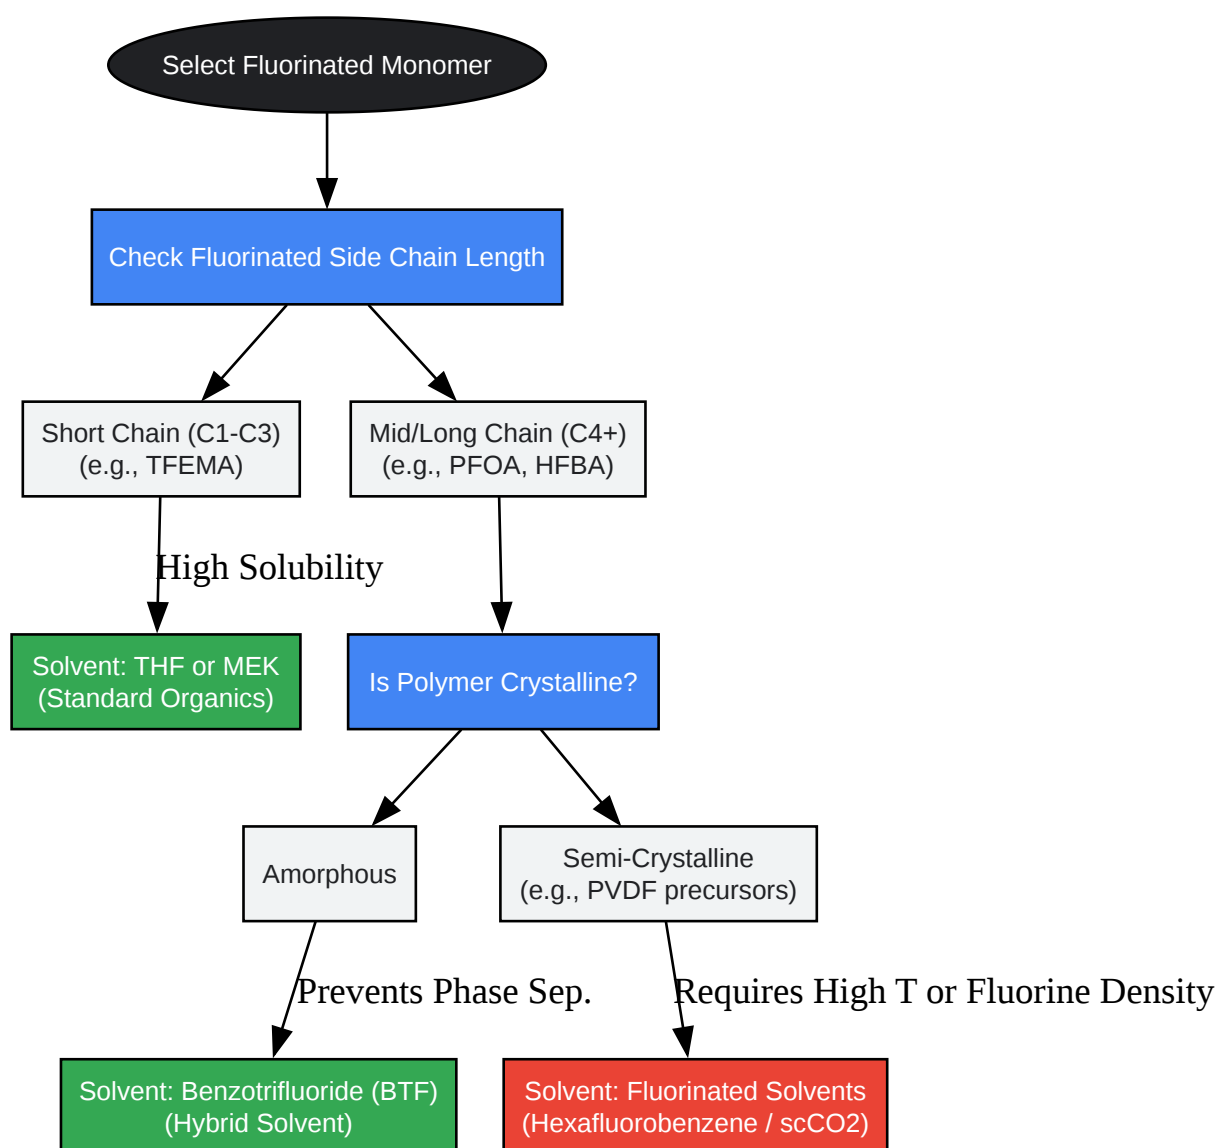 Select Fluorinated Monomer
Check Fluorinated Side Chain Length
Short Chain (C1-C3)
(e.g., TFEMA)
Mid/Long Chain (C4+)
(e.g., PFOA, HFBA)
High Solubility
Solvent: THF or MEK
(Standard Organics)
Is Polymer Crystalline?
Amorphous
Semi-Crystalline
(e.g., PVDF precursors)
Prevents Phase Sep.
Requires High T or Fluorine Density
Solvent: Benzotrifluoride (BTF)
(Hybrid Solvent)
Solvent: Fluorinated Solvents
(Hexafluorobenzene / scCO2)